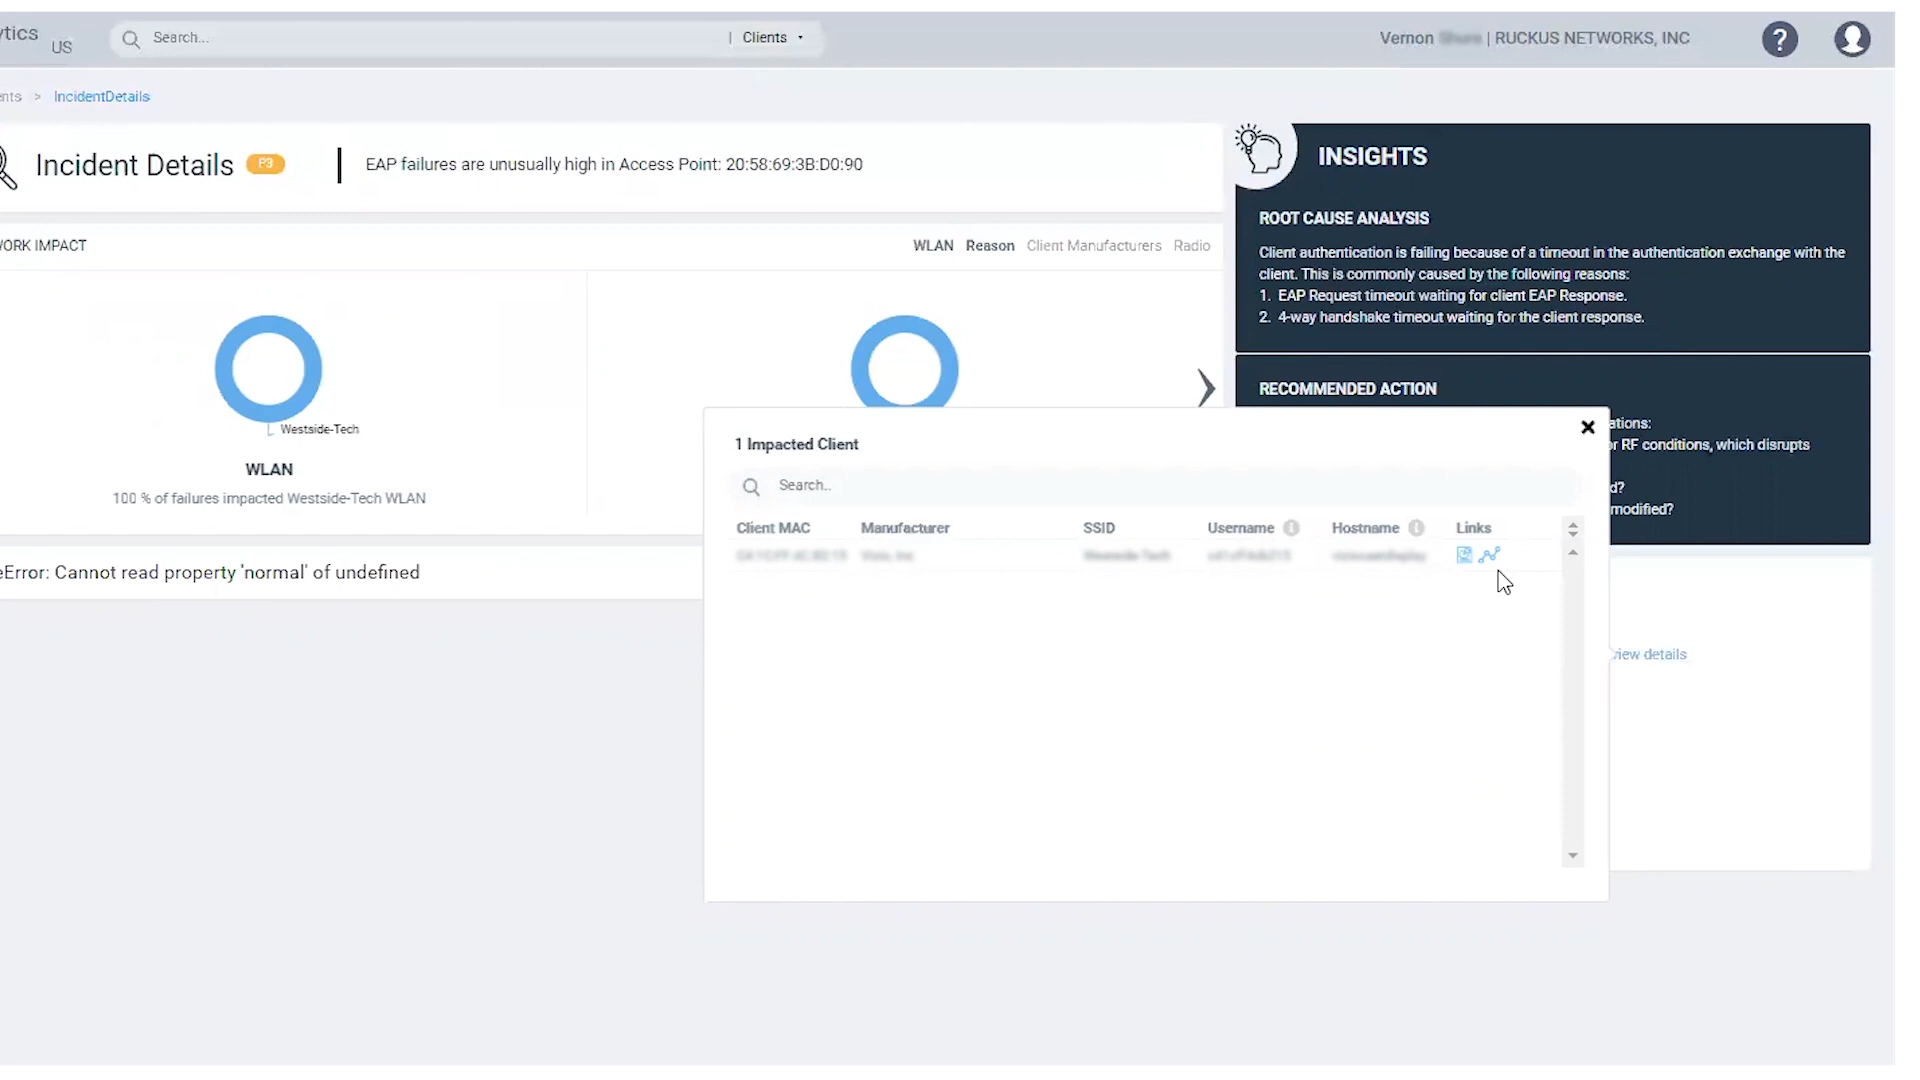 ytics
US
Search...
| Clients
Vernon
| RUCKUS NETWORKS, INC
?
ents > IncidentDetails
Incident Details
P3
EAP failures are unusually high in Access Point: 20:58:69:3B:D0:90
WORK IMPACT
WLAN Reason Client Manufacturers Radio
Westside-Tech
WLAN
100 % of failures impacted Westside-Tech WLAN
eError: Cannot read property 'normal' of undefined
INSIGHTS
ROOT CAUSE ANALYSIS
Client authentication is failing because of a timeout in the authentication exchange with the
client. This is commonly caused by the following reasons:
1. EAP Request timeout waiting for client EAP Response.
2. 4-way handshake timeout waiting for the client response.
RECOMMENDED ACTION
ations:
or RF conditions, which disrupts
d?
modified?
view details
1 Impacted Client
Search..
Client MAC Manufacturer SSID Username Hostname Links